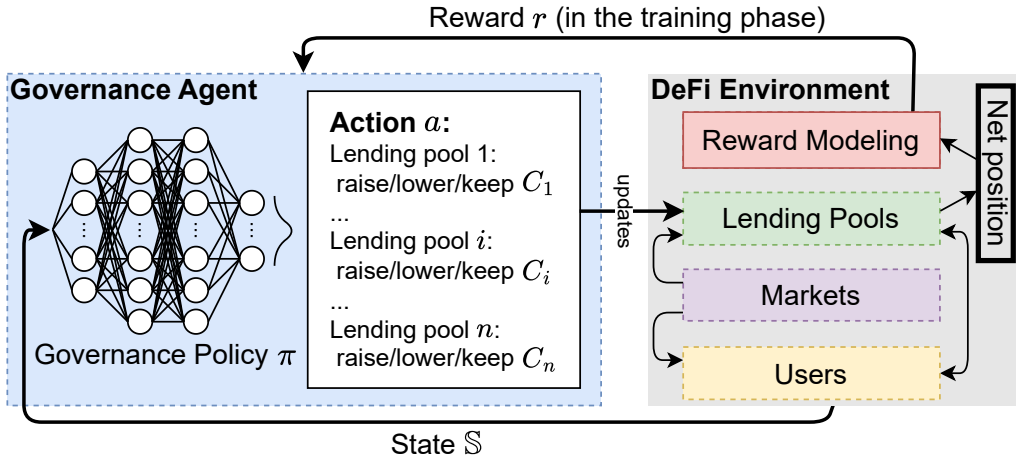 Reward r (in the training phase)
Governance Agent
Action a:
Lending pool 1:
raise/lower/keep C₁
...
Lending pool i:
raise/lower/keep Cᵢ
...
Lending pool n:
raise/lower/keep Cₙ
Governance Policy π
updates
DeFi Environment
Reward Modeling
Lending Pools
Markets
Users
Net position
State 𝕊